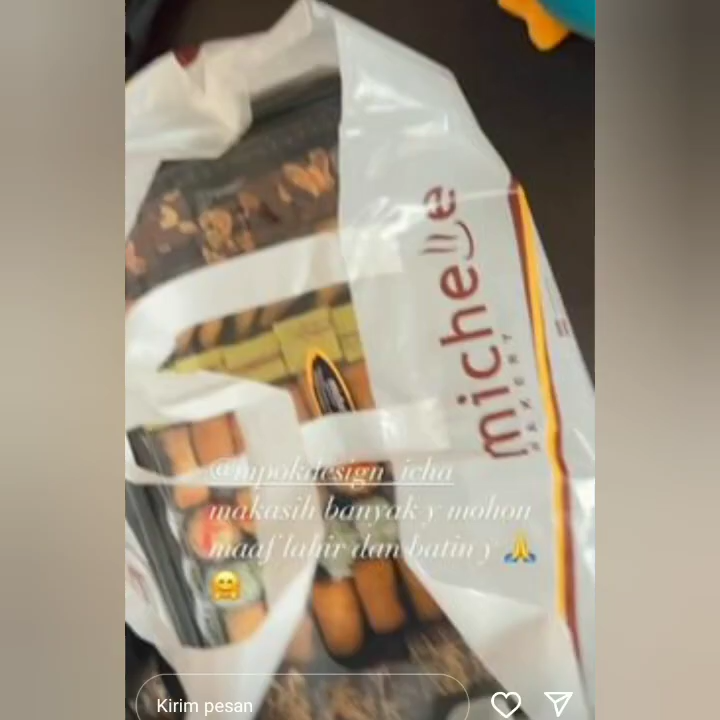 michelle
BAKERY
@mpokdesign_icha
makasih banyak y mohon
maaf lahir dan batin y 🙏
🤗
Kirim pesan